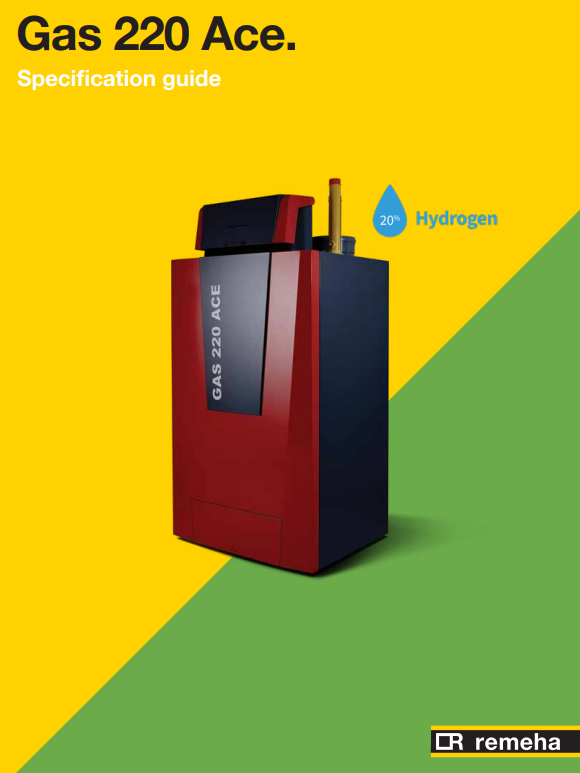 Gas 220 Ace.
Specification guide
20%
Hydrogen
GAS 220 ACE
remeha